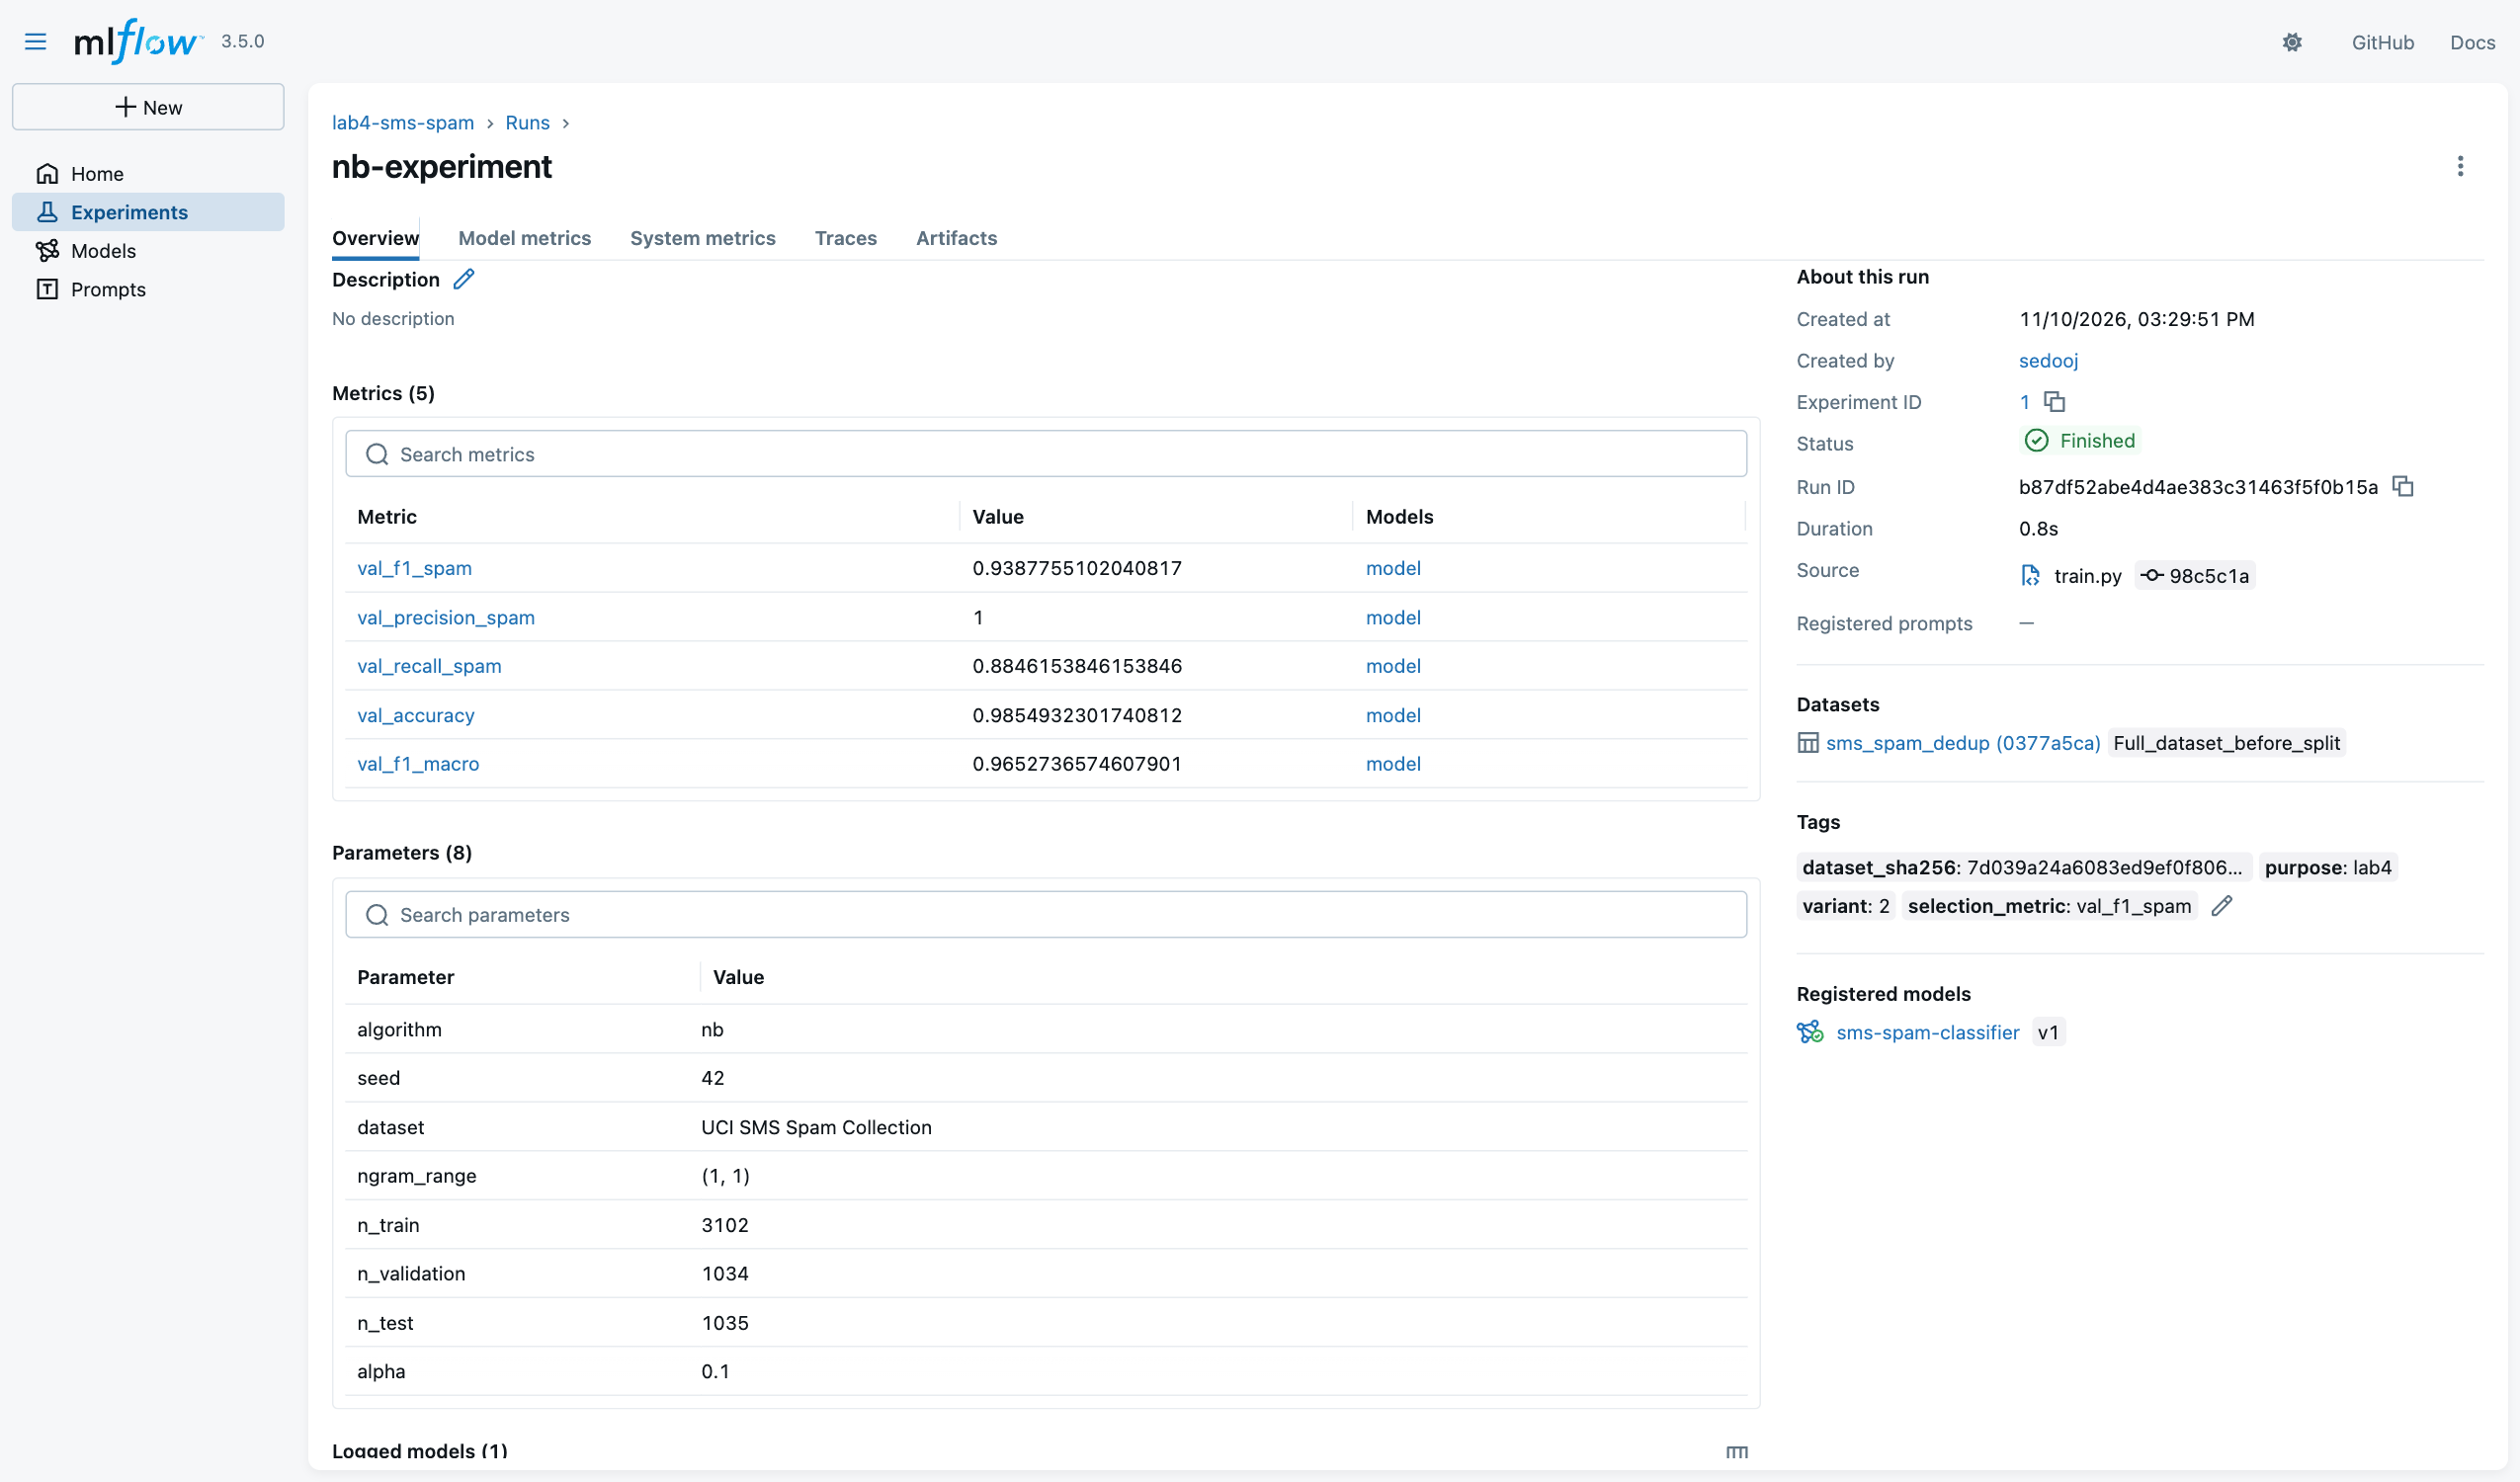 mlflow™ 3.5.0
GitHub
Docs
New
Home
Experiments
Models
Prompts
lab4-sms-spam › Runs ›
nb-experiment
Overview
Model metrics
System metrics
Traces
Artifacts
Description
No description
Metrics (5)
Search metrics
Metric Value Models
val_f1_spam 0.9387755102040817 model
val_precision_spam 1 model
val_recall_spam 0.8846153846153846 model
val_accuracy 0.9854932301740812 model
val_f1_macro 0.9652736574607901 model
Parameters (8)
Search parameters
Parameter Value
algorithm nb
seed 42
dataset UCI SMS Spam Collection
ngram_range (1, 1)
n_train 3102
n_validation 1034
n_test 1035
alpha 0.1
Logged models (1)
About this run
Created at 11/10/2026, 03:29:51 PM
Created by sedooj
Experiment ID 1
Status Finished
Run ID b87df52abe4d4ae383c31463f5f0b15a
Duration 0.8s
Source train.py 98c5c1a
Registered prompts —
Datasets
sms_spam_dedup (0377a5ca) Full_dataset_before_split
Tags
dataset_sha256: 7d039a24a6083ed9ef0f806... purpose: lab4
variant: 2 selection_metric: val_f1_spam
Registered models
sms-spam-classifier v1